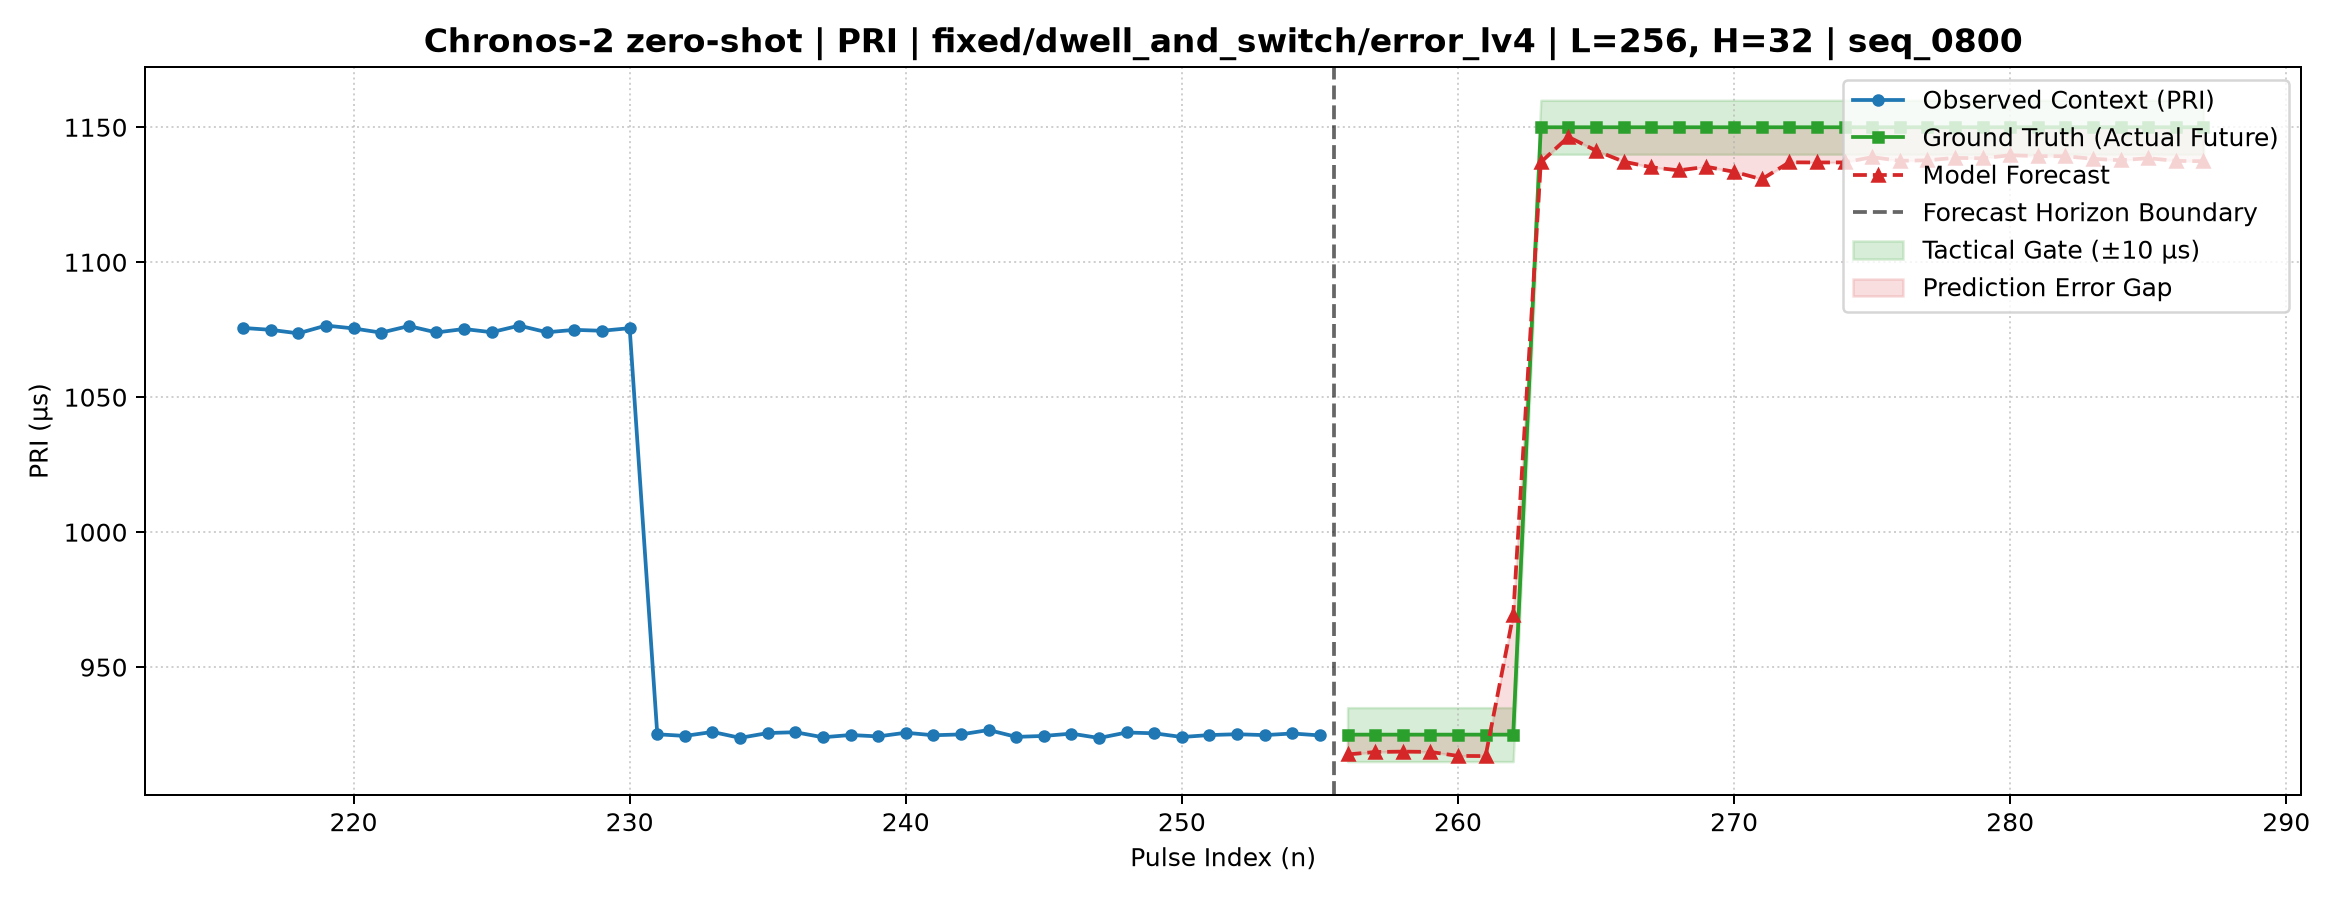 Chronos-2 zero-shot | PRI | fixed/dwell_and_switch/error_lv4 | L=256, H=32 | seq_0800
Observed Context (PRI)
Ground Truth (Actual Future)
Model Forecast
Forecast Horizon Boundary
Tactical Gate (±10 μs)
Prediction Error Gap
PRI (μs)
1150
1100
1050
1000
950
220 230 240 250 260 270 280 290
Pulse Index (n)